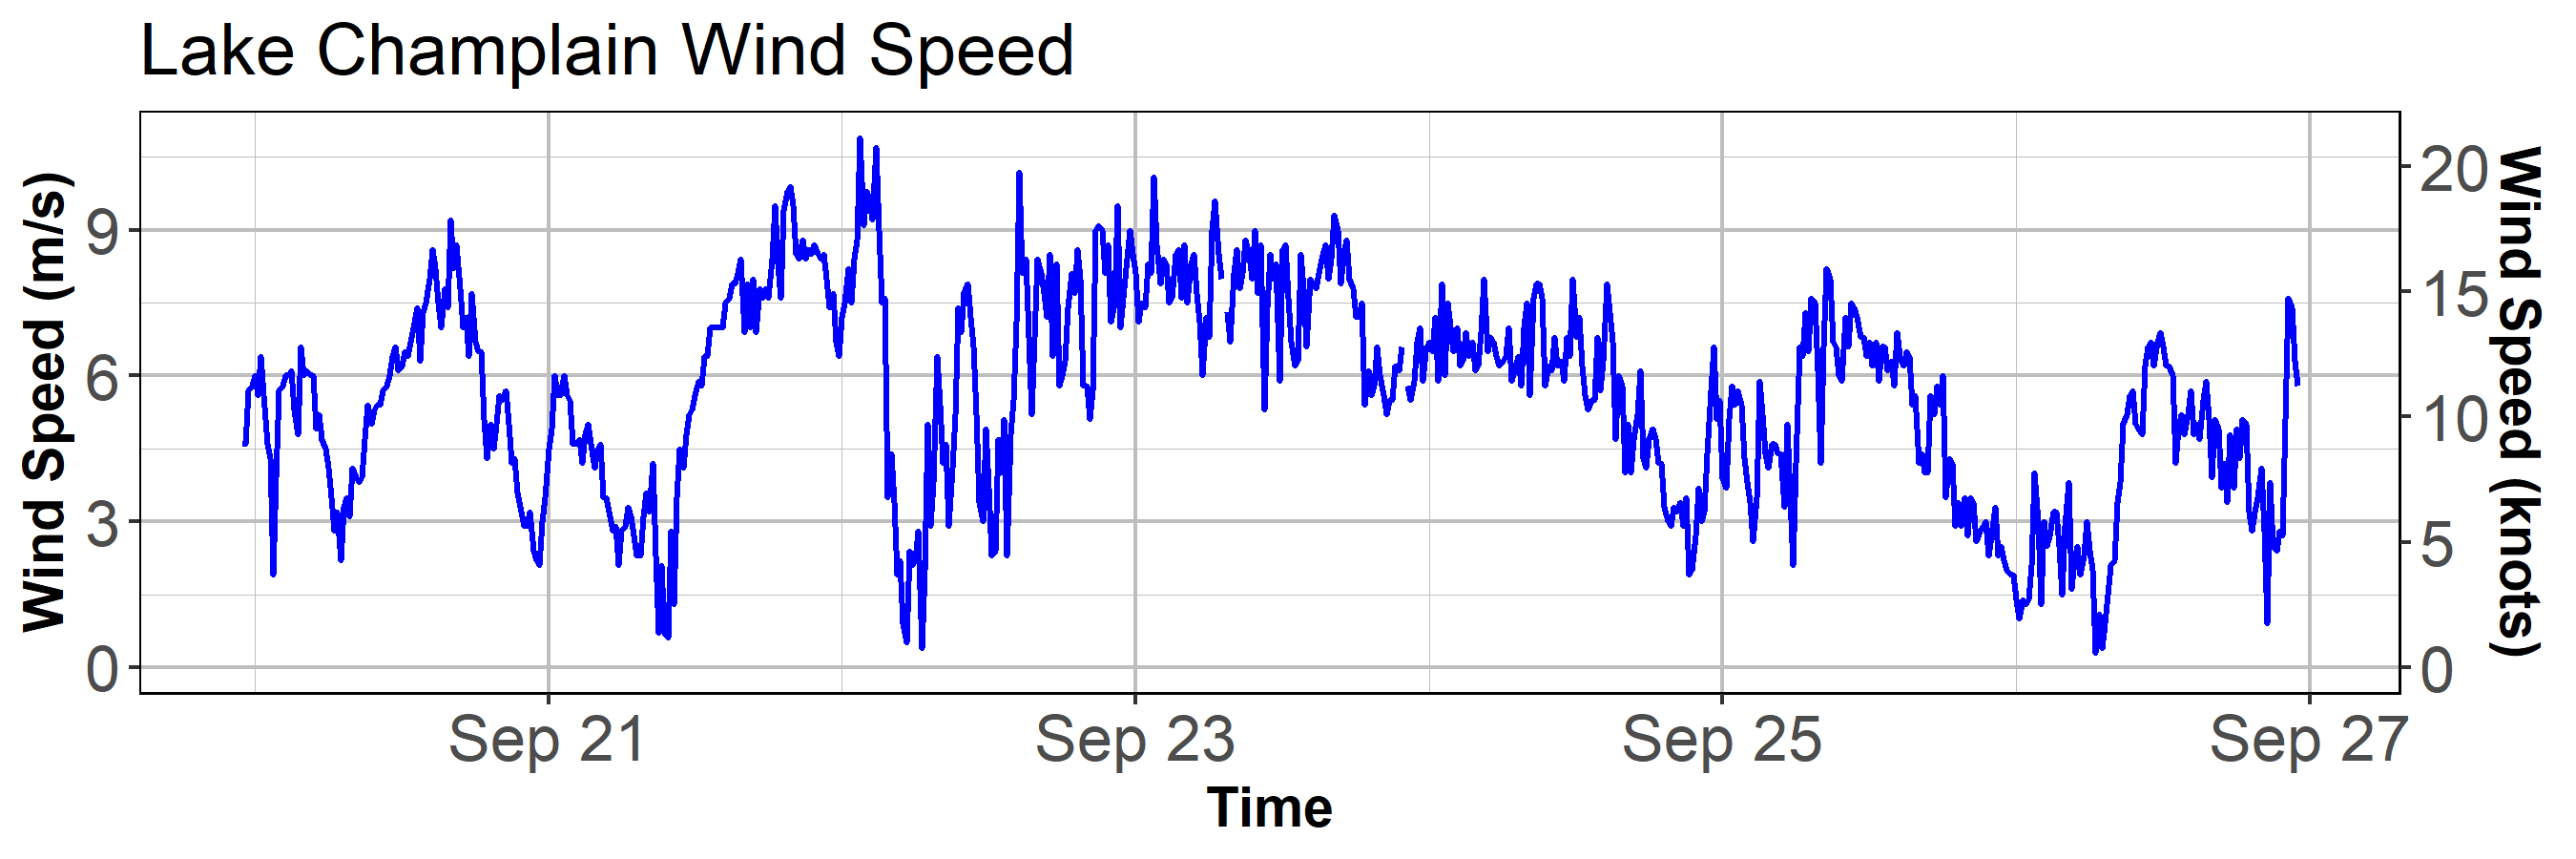 Lake Champlain Wind Speed
Wind Speed (m/s)
9
6
3
0
20
15
10
5
0
Wind Speed (knots)
Sep 21
Sep 23
Sep 25
Sep 27
Time